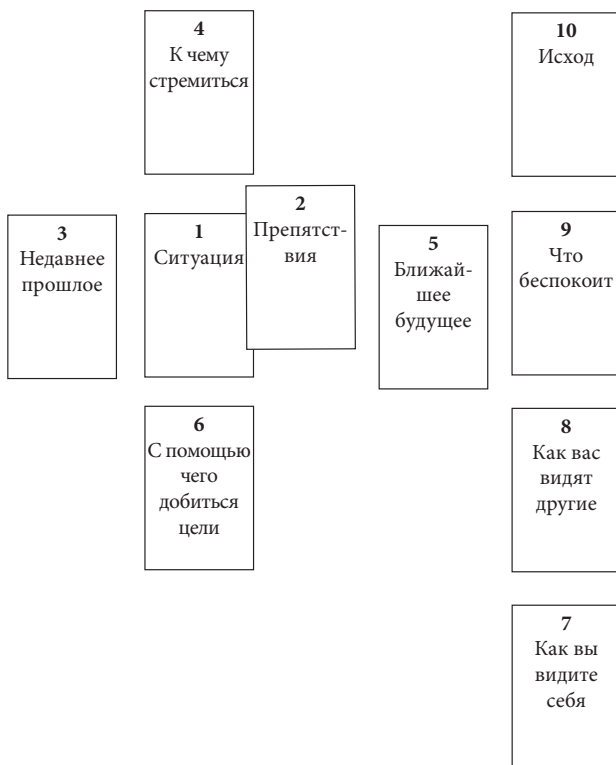 4
К чему
стремиться
10
Исход
3
Недавнее
прошлое
1
Ситуация
2
Препятст-
вия
5
Ближай-
шее
будущее
9
Что
беспокоит
6
С помощью
чего
добиться
цели
8
Как вас
видят
другие
7
Как вы
видите
себя